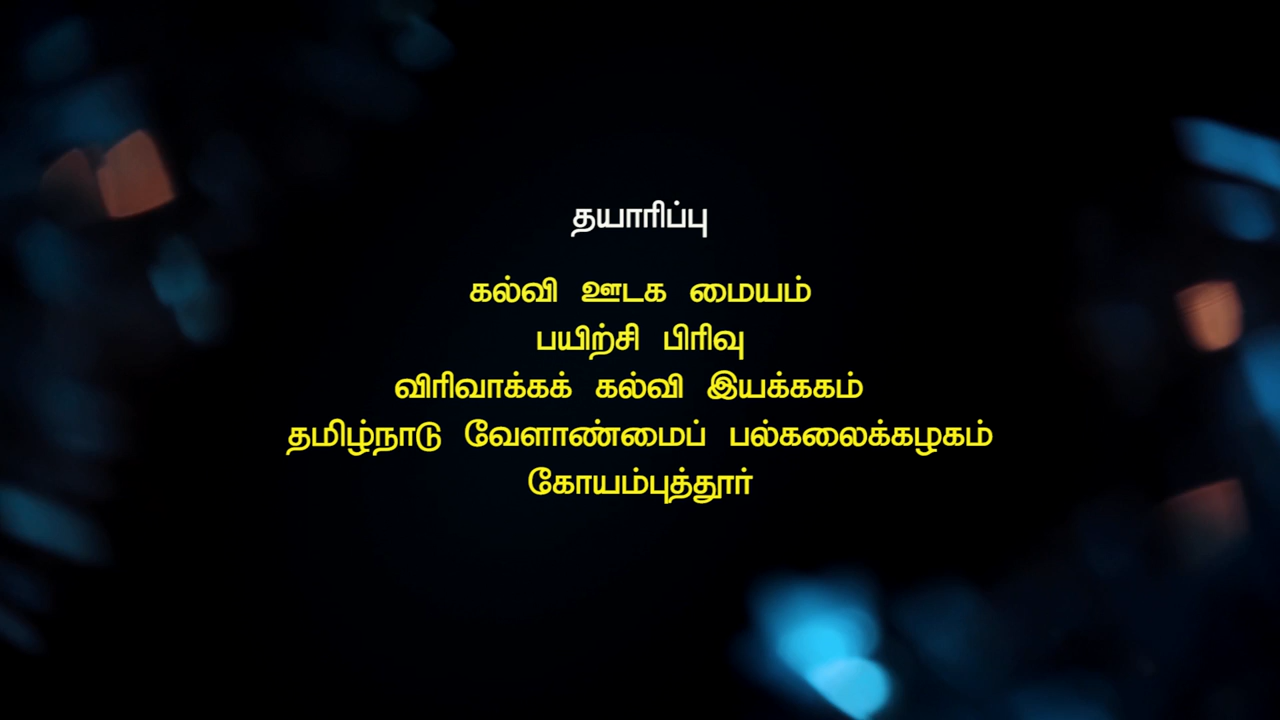 தயாரிப்பு
கல்வி ஊடக மையம்
பயிற்சி பிரிவு
விரிவாக்கக் கல்வி இயக்ககம்
தமிழ்நாடு வேளாண்மைப் பல்கலைக்கழகம்
கோயம்புத்தூர்